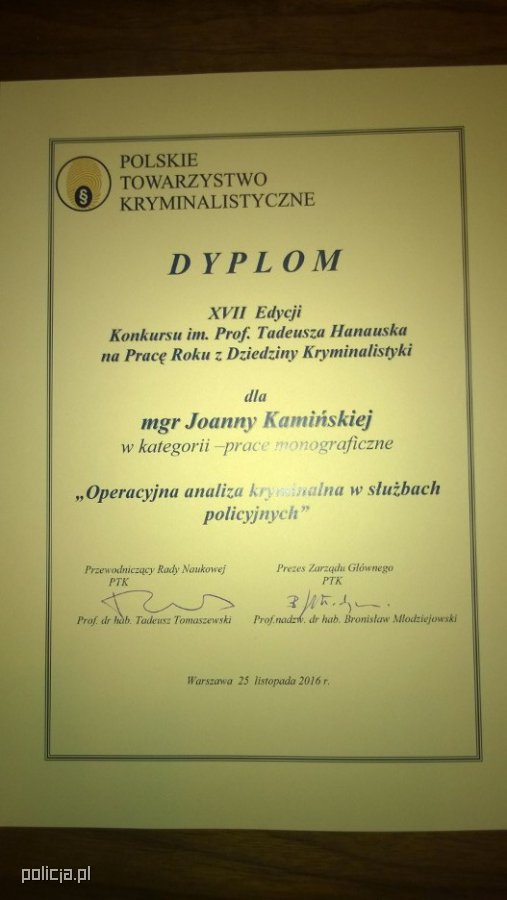 POLSKIE
TOWARZYSTWO
KRYMINALISTYCZNE
§
DYPLOM
XVII Edycji
Konkursu im. Prof. Tadeusza Hanauska
na Pracę Roku z Dziedziny Kryminalistyki
dla
mgr Joanny Kamińskiej
w kategorii –prace monograficzne
„Operacyjna analiza kryminalna w służbach
policyjnych”
Przewodniczący Rady Naukowej
PTK
Prof. dr hab. Tadeusz Tomaszewski
Prezes Zarządu Głównego
PTK
Prof.nadzw. dr hab. Bronisław Młodziejowski
Warszawa 25 listopada 2016 r.
policja.pl